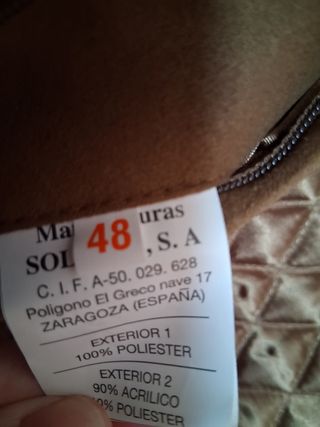 Ma 48 uras
SOL , S. A
C. I. F. A-50. 029. 628
Poligono El Greco nave 17
ZARAGOZA (ESPAÑA)
EXTERIOR 1
100% POLIESTER
EXTERIOR 2
90% ACRILICO
0% POLIESTER